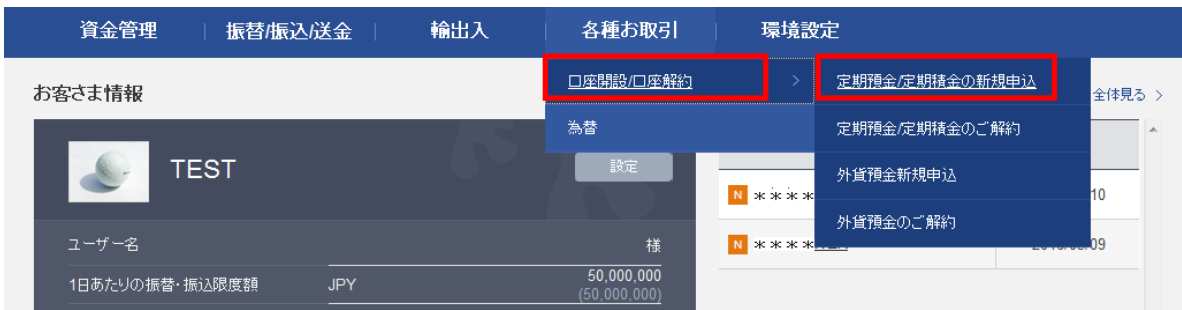 資金管理 振替/振込/送金 輸出入 各種お取引 環境設定
お客さま情報
口座開設/口座解約 >
為替
定期預金/定期積金の新規申込
定期預金/定期積金のご解約
外貨預金新規申込
外貨預金のご解約
全体見る >
TEST
設定
N ****
10
N ****
09
ユーザー名 様
1日あたりの振替・振込限度額 JPY 50,000,000
(50,000,000)